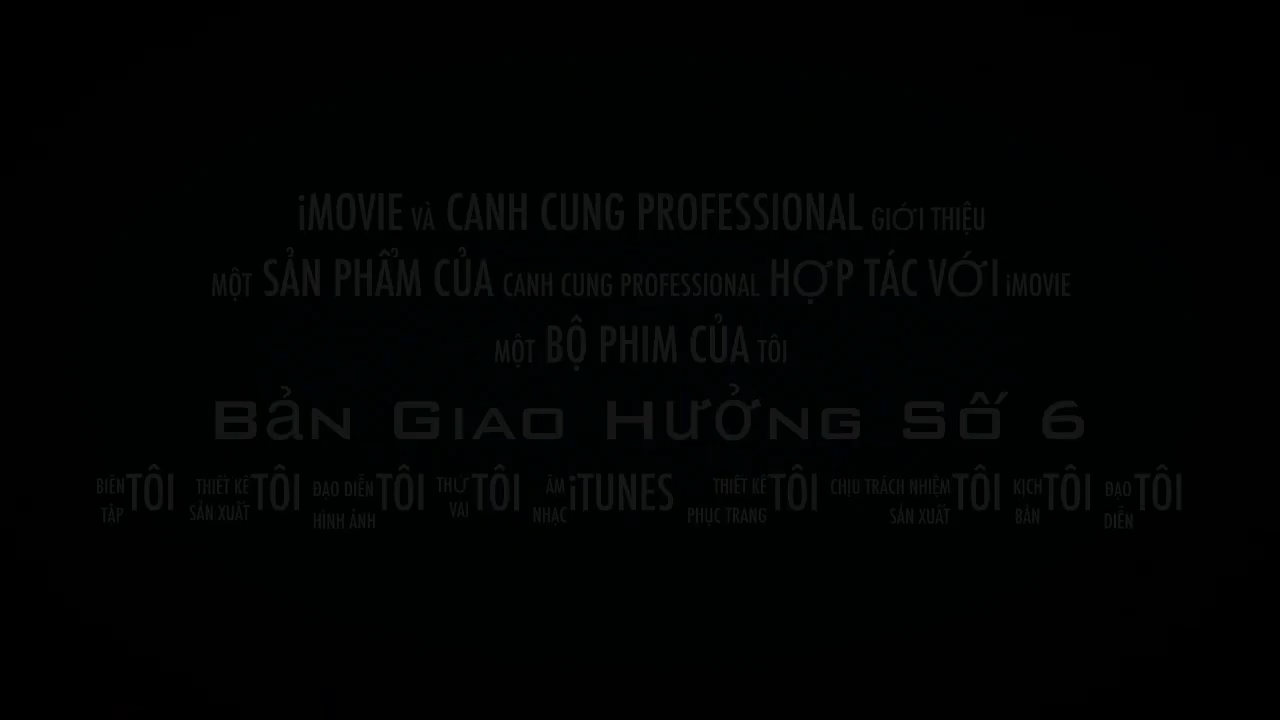 iMOVIE VÀ CANH CUNG PROFESSIONAL GIỚI THIỆU
MỘT SẢN PHẨM CỦA CANH CUNG PROFESSIONAL HỢP TÁC VỚI iMOVIE
MỘT BỘ PHIM CỦA TÔI
BẢN GIAO HƯỞNG SỐ 6
BIÊN TẬP TÔI THIẾT KẾ SẢN XUẤT TÔI ĐẠO DIỄN HÌNH ẢNH TÔI THƯ VAI TÔI ÂM NHẠC iTUNES THIẾT KẾ PHỤC TRANG TÔI CHỊU TRÁCH NHIỆM SẢN XUẤT TÔI KỊCH BẢN TÔI ĐẠO DIỄN TÔI